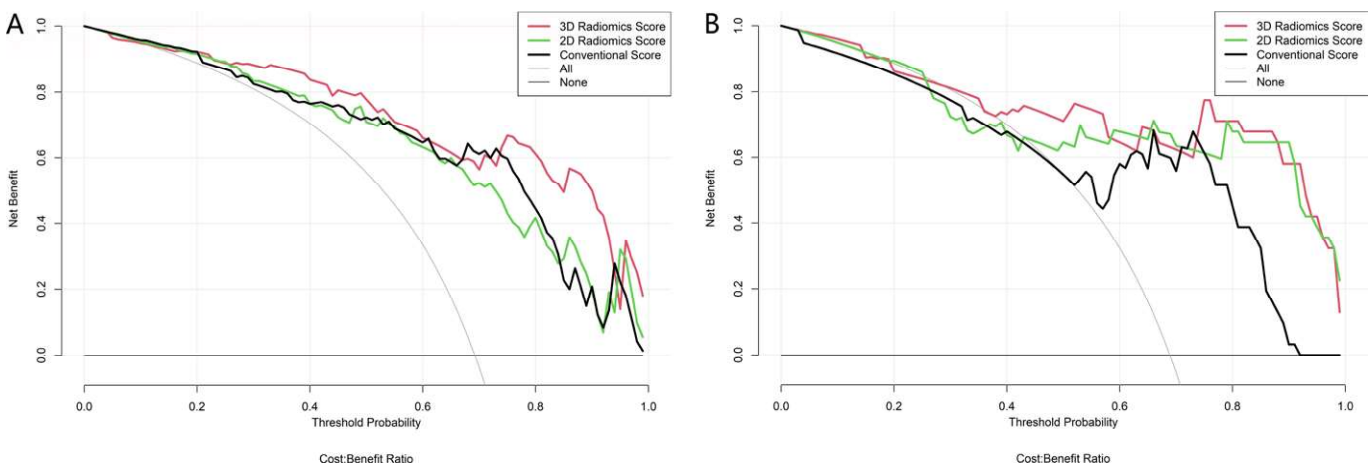 A
3D Radiomics Score
2D Radiomics Score
Conventional Score
All
None
Net Benefit
1.0
0.8
0.6
0.4
0.2
0.0
0.0 0.2 0.4 0.6 0.8 1.0
Threshold Probability
Cost:Benefit Ratio
B
3D Radiomics Score
2D Radiomics Score
Conventional Score
All
None
Net Benefit
1.0
0.8
0.6
0.4
0.2
0.0
0.0 0.2 0.4 0.6 0.8 1.0
Threshold Probability
Cost:Benefit Ratio